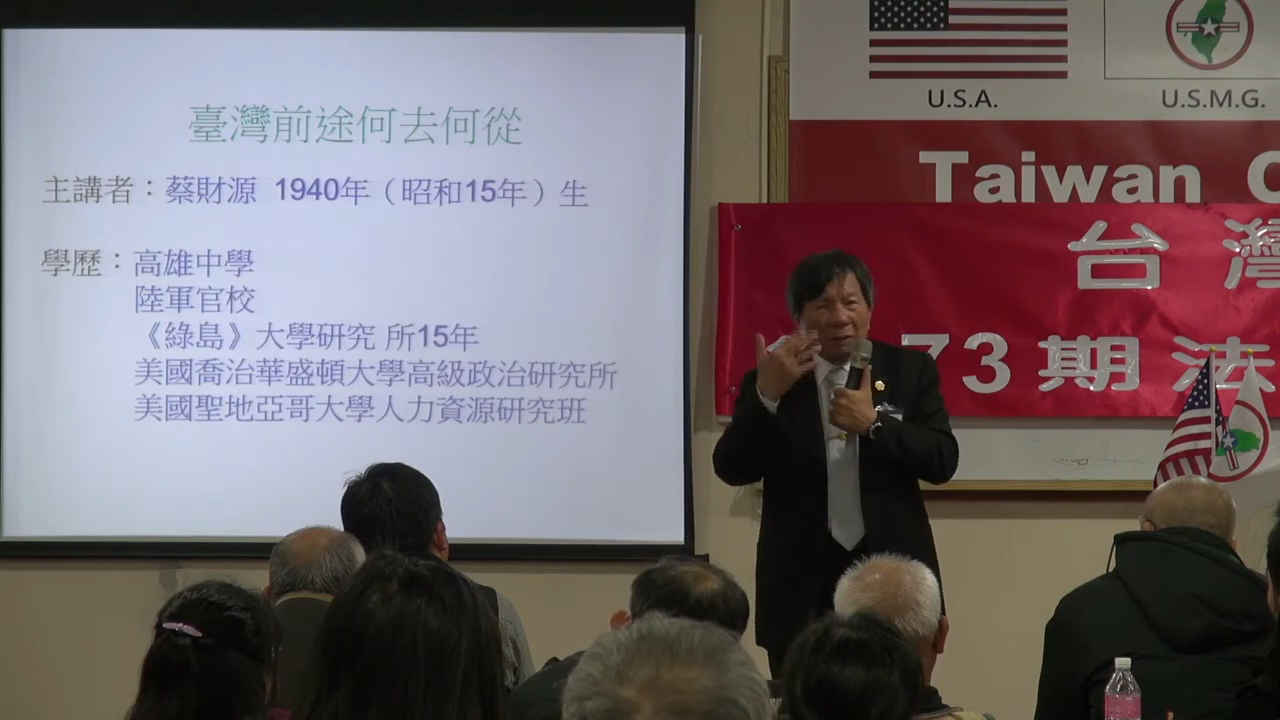 臺灣前途何去何從
主講者：蔡財源 1940年（昭和15年）生
學歷：高雄中學
陸軍官校
《綠島》大學研究 所15年
美國喬治華盛頓大學高級政治研究所
美國聖地亞哥大學人力資源研究班
U.S.A.
U.S.M.G.
Taiwan C
台灣
73期法